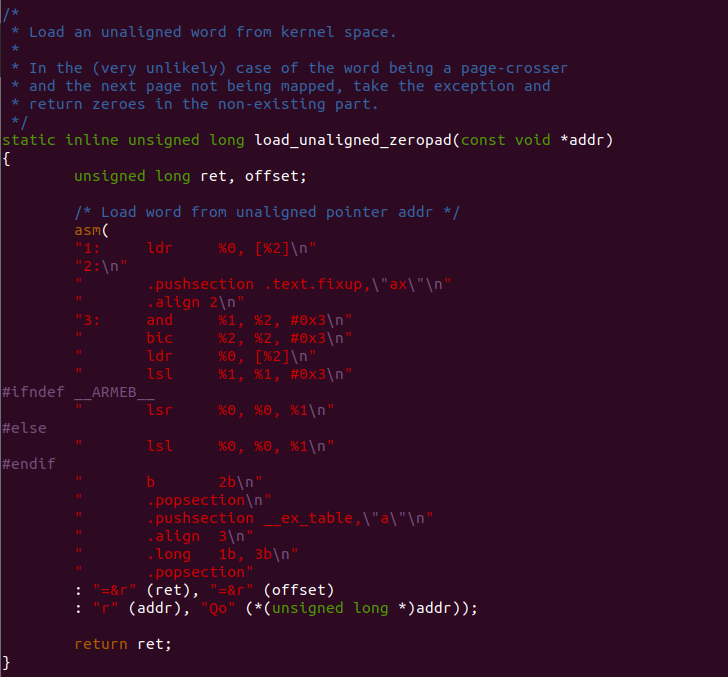 /*
 * Load an unaligned word from kernel space.
 *
 * In the (very unlikely) case of the word being a page-crosser
 * and the next page not being mapped, take the exception and
 * return zeroes in the non-existing part.
 */
static inline unsigned long load_unaligned_zeropad(const void *addr)
{
        unsigned long ret, offset;

        /* Load word from unaligned pointer addr */
        asm(
        "1:     ldr     %0, [%2]\n"
        "2:\n"
        "       .pushsection .text.fixup,\"ax\"\n"
        "       .align 2\n"
        "3:     and     %1, %2, #0x3\n"
        "       bic     %2, %2, #0x3\n"
        "       ldr     %0, [%2]\n"
        "       lsl     %1, %1, #0x3\n"
#ifndef __ARMEB__
        "       lsr     %0, %0, %1\n"
#else
        "       lsl     %0, %0, %1\n"
#endif
        "       b       2b\n"
        "       .popsection\n"
        "       .pushsection __ex_table,\"a\"\n"
        "       .align  3\n"
        "       .long   1b, 3b\n"
        "       .popsection"
        : "=&r" (ret), "=&r" (offset)
        : "r" (addr), "Qo" (*(unsigned long *)addr));

        return ret;
}